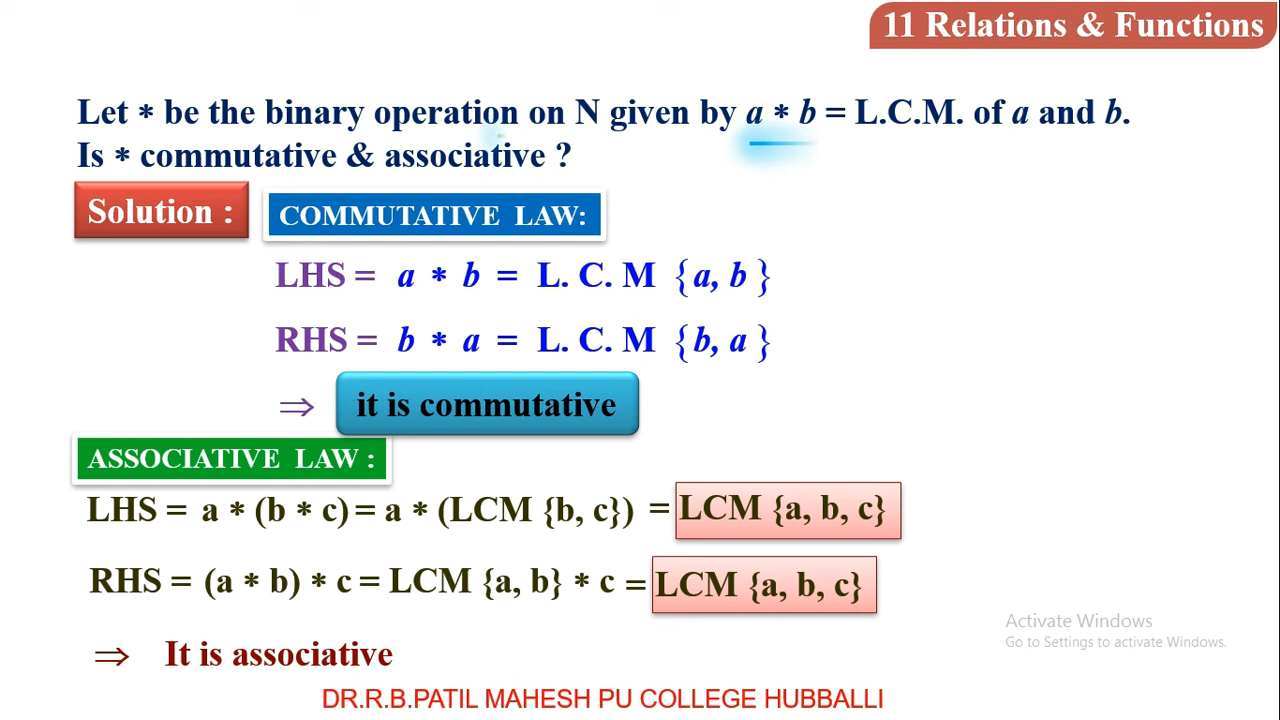 11 Relations & Functions
Let * be the binary operation on N given by a * b = L.C.M. of a and b.
Is * commutative & associative ?
Solution :
COMMUTATIVE LAW:
LHS = a * b = L. C. M {a, b }
RHS = b * a = L. C. M {b, a }
⇒ it is commutative
ASSOCIATIVE LAW :
LHS = a * (b * c) = a * (LCM {b, c}) = LCM {a, b, c}
RHS = (a * b) * c = LCM {a, b} * c = LCM {a, b, c}
Activate Windows
Go to Settings to activate Windows.
⇒ It is associative
DR.R.B.PATIL MAHESH PU COLLEGE HUBBALLI